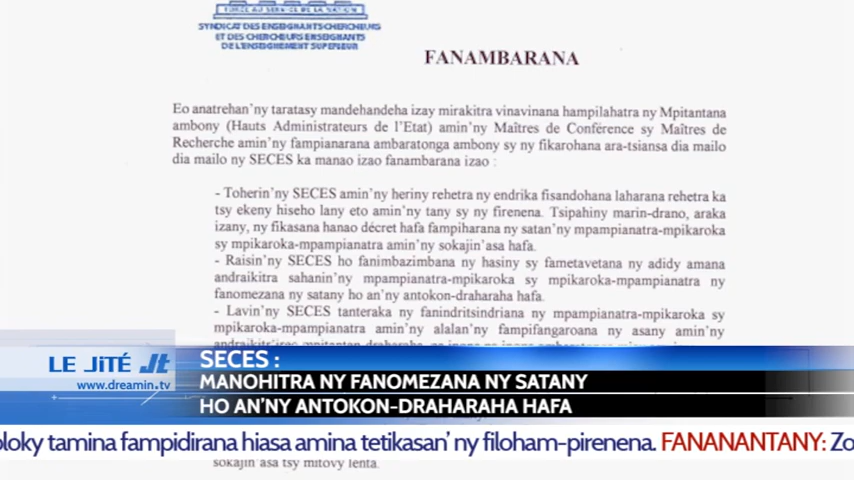 FORCE AU SERVICE DE LA NATION
SYNDICAT DES ENSEIGNANTS CHERCHEURS
ET DES CHERCHEURS ENSEIGNANTS
DE L'ENSEIGNEMENT SUPERIEUR
FANAMBARANA
Eo anatrehan'ny taratasy mandehandeha izay mirakitra vinavinana hampilahatra ny Mpitantana
ambony (Hauts Administrateurs de l'Etat) amin'ny Maîtres de Conférence sy Maîtres de
Recherche amin'ny fampianarana ambaratonga ambony sy ny fikarohana ara-tsiansa dia mailo
dia mailo ny SECES ka manao izao fanambarana izao :
- Toherin'ny SECES amin'ny heriny rehetra ny endrika fisandohana laharana rehetra ka
tsy ekeny hiseho lany eto amin'ny tany sy ny firenena. Tsipahiny marin-drano, araka
izany, ny fikasana hanao décret hafa fampiharana ny satan'ny mpampianatra-mpikaroka
sy mpikaroka-mpampianatra amin'ny sokajin'asa hafa.
- Raisin'ny SECES ho fanimbazimbana ny hasiny sy fametavetana ny adidy amana
andraikitra sahanin'ny mpampianatra-mpikaroka sy mpikaroka-mpampianatra ny
fanomezana ny satany ho an'ny antokon-draharaha hafa.
- Lavin'ny SECES tanteraka ny fanindritsindriana ny mpampianatra-mpikaroka sy
mpikaroka-mpampianatra amin'ny alalan'ny fampifangaroana ny asany amin'ny
LE JiTÉ Jt
www.dreamin.tv
SECES :
MANOHITRA NY FANOMEZANA NY SATANY
HO AN'NY ANTOKON-DRAHARAHA HAFA
oloky tamina fampidirana hiasa amina tetikasan' ny filoham-pirenena. FANANANTANY: Zo
sokajin'asa tsy mitovy lenta.